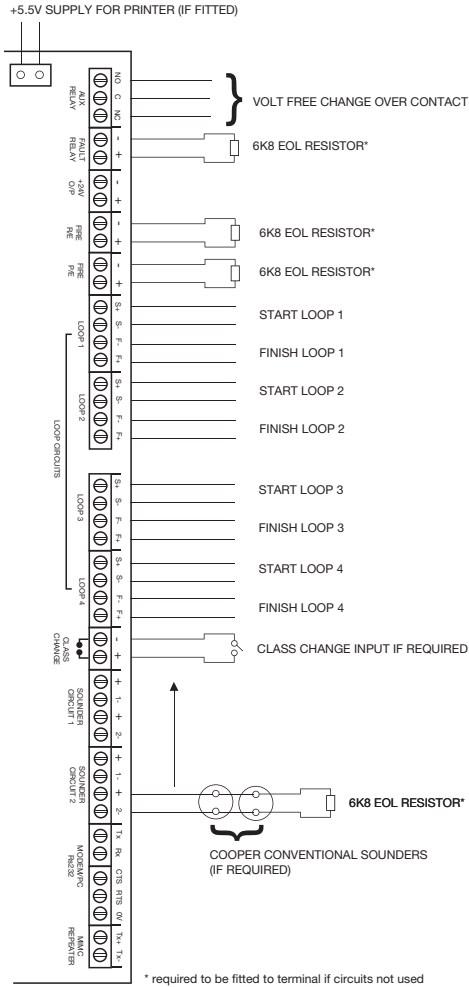 +5.5V SUPPLY FOR PRINTER (IF FITTED)
AUX
RELAY
NO
C
NC
VOLT FREE CHANGE OVER CONTACT
FAULT
RELAY
-
+
6K8 EOL RESISTOR*
+24V
O/P
-
+
FIRE
R/E
-
+
6K8 EOL RESISTOR*
FIRE
P/E
-
+
6K8 EOL RESISTOR*
LOOP CIRCUITS
LOOP 1
S+
S-
F-
F+
START LOOP 1
FINISH LOOP 1
LOOP 2
S+
S-
F-
F+
START LOOP 2
FINISH LOOP 2
LOOP 3
S+
S-
F-
F+
START LOOP 3
FINISH LOOP 3
LOOP 4
S+
S-
F-
F+
START LOOP 4
FINISH LOOP 4
CLASS
CHANGE
-
+
CLASS CHANGE INPUT IF REQUIRED
SOUNDER
CIRCUIT 1
+
1-
+
2-
SOUNDER
CIRCUIT 2
+
1-
+
2-
6K8 EOL RESISTOR*
COOPER CONVENTIONAL SOUNDERS
(IF REQUIRED)
MODEM/PC
Rs232
Tx
Rx
CTS
RTS
0V
MIMIC
REPEATER
Tx+
Tx-
* required to be fitted to terminal if circuits not used